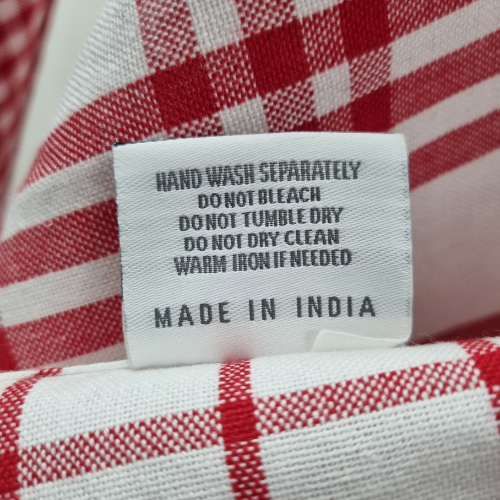 HAND WASH SEPARATELY
DO NOT BLEACH
DO NOT TUMBLE DRY
DO NOT DRY CLEAN
WARM IRON IF NEEDED
MADE IN INDIA